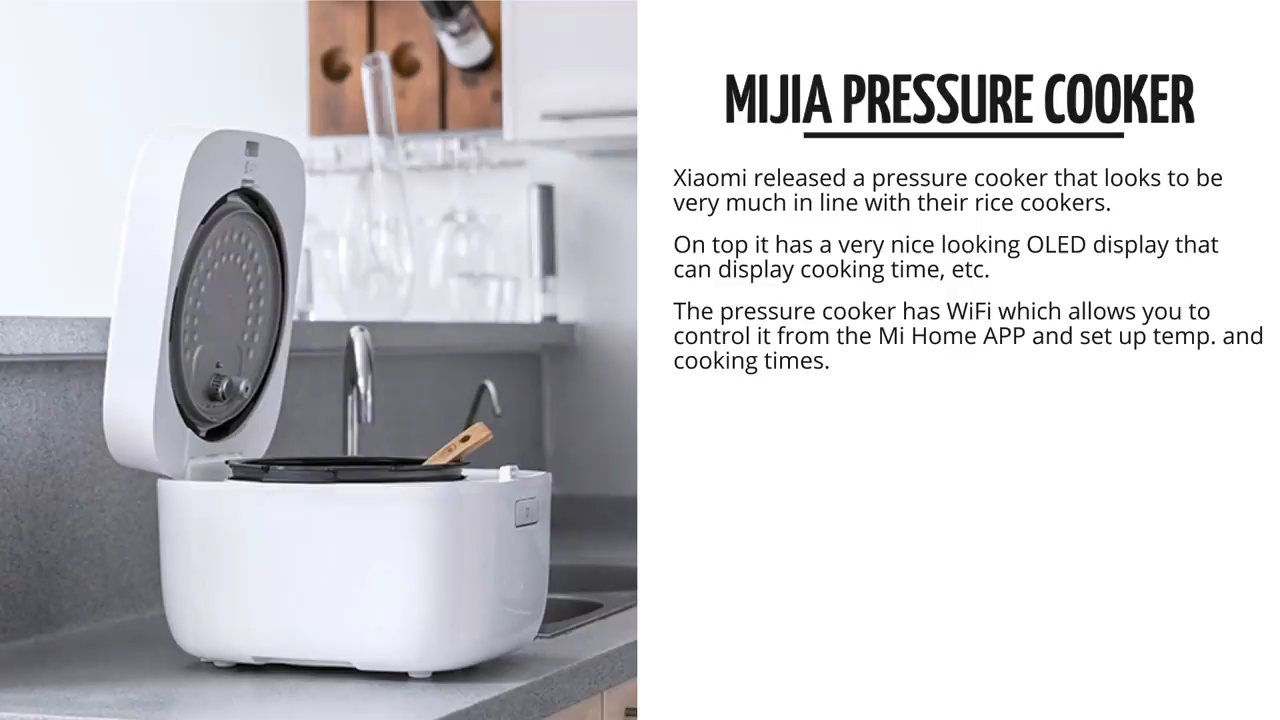 MIJIA PRESSURE COOKER
Xiaomi released a pressure cooker that looks to be
very much in line with their rice cookers.
On top it has a very nice looking OLED display that
can display cooking time, etc.
The pressure cooker has WiFi which allows you to
control it from the Mi Home APP and set up temp. and
cooking times.